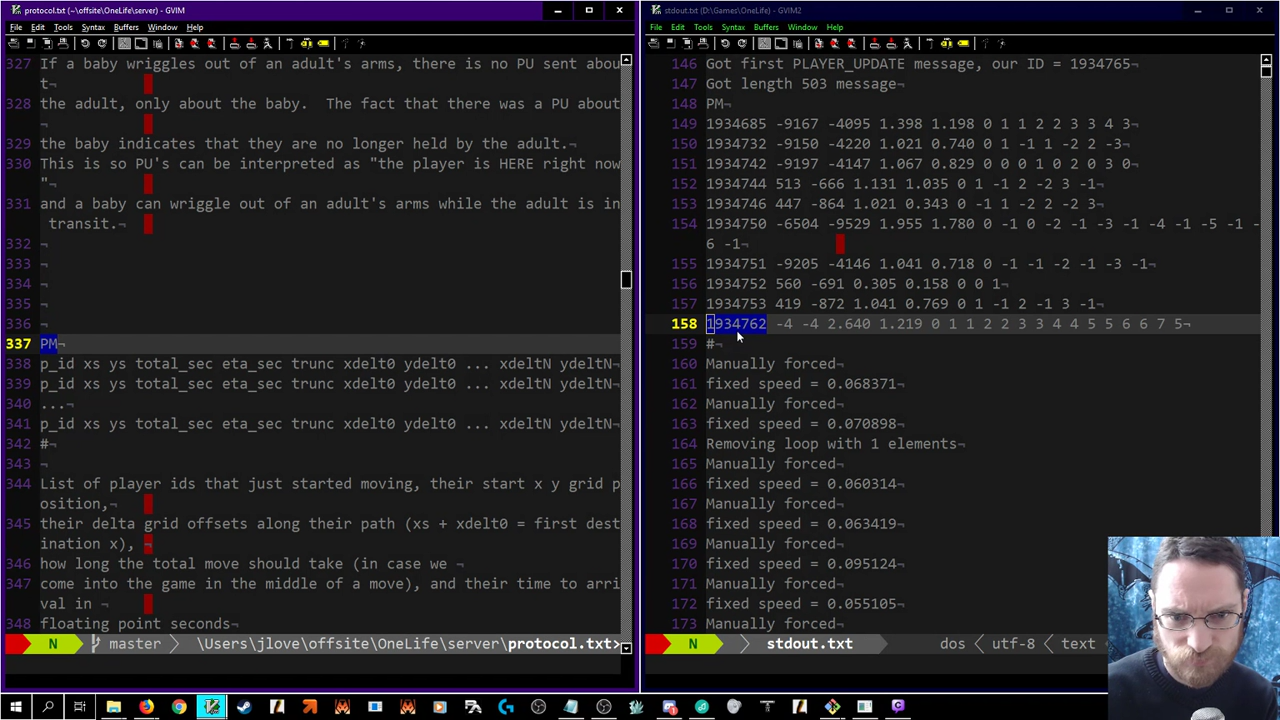 protocol.txt (~\offsite\OneLife\server) - GVIM
File Edit Tools Syntax Buffers Window Help
327 If a baby wriggles out of an adult's arms, there is no PU sent abou
t¬
328 the adult, only about the baby.  The fact that there was a PU about
¬
329 the baby indicates that they are no longer held by the adult.¬
330 This is so PU's can be interpreted as "the player is HERE right now
"¬
331 and a baby can wriggle out of an adult's arms while the adult is in
 transit.¬
332 ¬
333 ¬
334 ¬
335 ¬
336 ¬
337 PM¬
338 p_id xs ys total_sec eta_sec trunc xdelt0 ydelt0 ... xdeltN ydeltN¬
339 p_id xs ys total_sec eta_sec trunc xdelt0 ydelt0 ... xdeltN ydeltN¬
340 ...¬
341 p_id xs ys total_sec eta_sec trunc xdelt0 ydelt0 ... xdeltN ydeltN¬
342 #¬
343 ¬
344 List of player ids that just started moving, their start x y grid p
osition,¬
345 their delta grid offsets along their path (xs + xdelt0 = first dest
ination x), ¬
346 how long the total move should take (in case we ¬
347 come into the game in the middle of a move), and their time to arri
val in ¬
348 floating point seconds¬
N master \Users\jlove\offsite\OneLife\server\protocol.txt>
stdout.txt (D:\Games\OneLife) - GVIM2
File Edit Tools Syntax Buffers Window Help
146 Got first PLAYER_UPDATE message, our ID = 1934765¬
147 Got length 503 message¬
148 PM¬
149 1934685 -9167 -4095 1.398 1.198 0 1 1 2 2 3 3 4 3¬
150 1934732 -9150 -4220 1.021 0.740 0 1 -1 1 -2 2 -3¬
151 1934742 -9197 -4147 1.067 0.829 0 0 0 1 0 2 0 3 0¬
152 1934744 513 -666 1.131 1.035 0 1 -1 2 -2 3 -1¬
153 1934746 447 -864 1.021 0.343 0 -1 1 -2 2 -2 3¬
154 1934750 -6504 -9529 1.955 1.780 0 -1 0 -2 -1 -3 -1 -4 -1 -5 -1 -
6 -1¬
155 1934751 -9205 -4146 1.041 0.718 0 -1 -1 -2 -1 -3 -1¬
156 1934752 560 -691 0.305 0.158 0 0 1¬
157 1934753 419 -872 1.041 0.769 0 1 -1 2 -1 3 -1¬
158 1934762 -4 -4 2.640 1.219 0 1 1 2 2 3 3 4 4 5 5 6 6 7 5¬
159 #¬
160 Manually forced¬
161 fixed speed = 0.068371¬
162 Manually forced¬
163 fixed speed = 0.070898¬
164 Removing loop with 1 elements¬
165 Manually forced¬
166 fixed speed = 0.060314¬
167 Manually forced¬
168 fixed speed = 0.063419¬
169 Manually forced¬
170 fixed speed = 0.095124¬
171 Manually forced¬
172 fixed speed = 0.055105¬
173 Manually forced¬
N stdout.txt dos utf-8 text